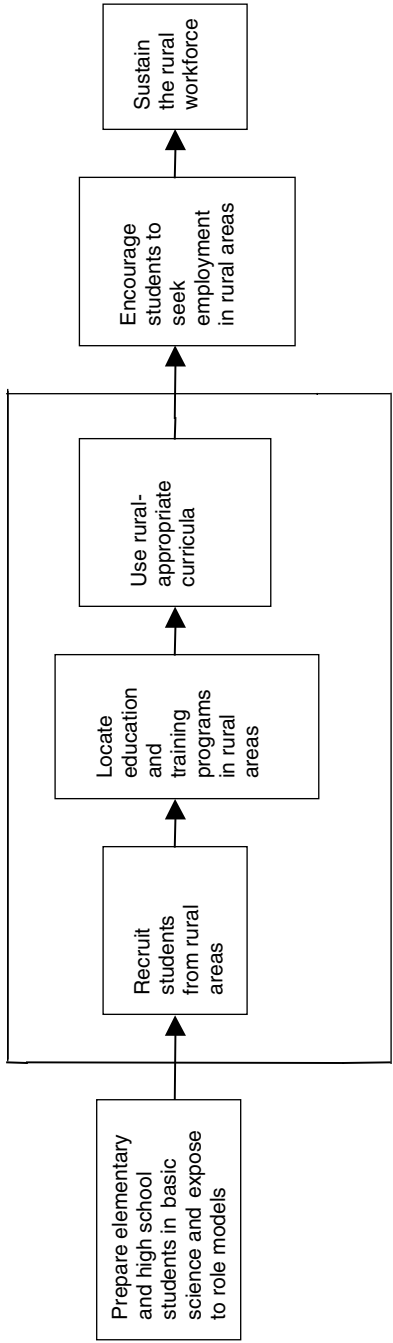 Prepare elementary
and high school
students in basic
science and expose
to role models
Recruit
students
from rural
areas
Locate
education
and
training
programs
in rural
areas
Use rural-
appropriate
curricula
Encourage
students to
seek
employment
in rural areas
Sustain
the rural
workforce